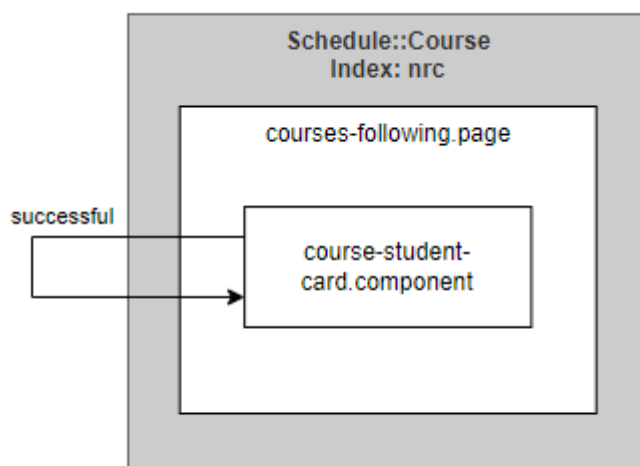 Schedule::Course
Index: nrc
courses-following.page
successful
course-student-
card.component